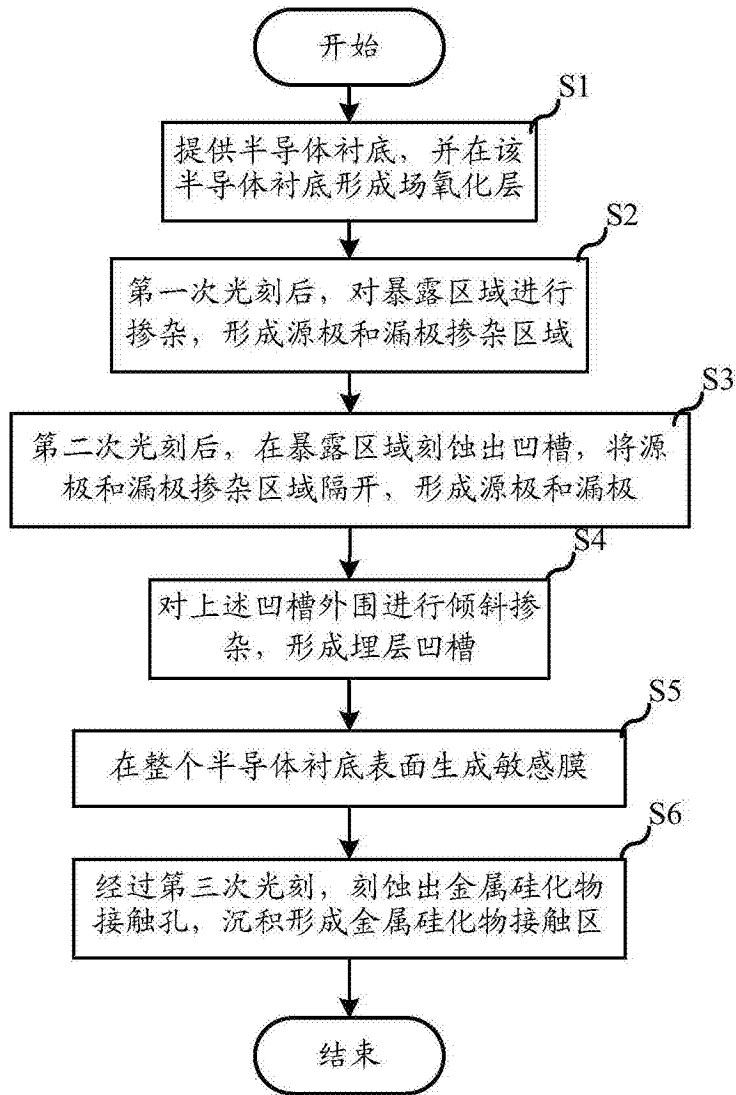 开始
S1
提供半导体衬底，并在该
半导体衬底形成场氧化层
S2
第一次光刻后，对暴露区域进行
掺杂，形成源极和漏极掺杂区域
S3
第二次光刻后，在暴露区域刻蚀出凹槽，将源
极和漏极掺杂区域隔开，形成源极和漏极
S4
对上述凹槽外围进行倾斜掺
杂，形成埋层凹槽
S5
在整个半导体衬底表面生成敏感膜
S6
经过第三次光刻，刻蚀出金属硅化物
接触孔，沉积形成金属硅化物接触区
结束